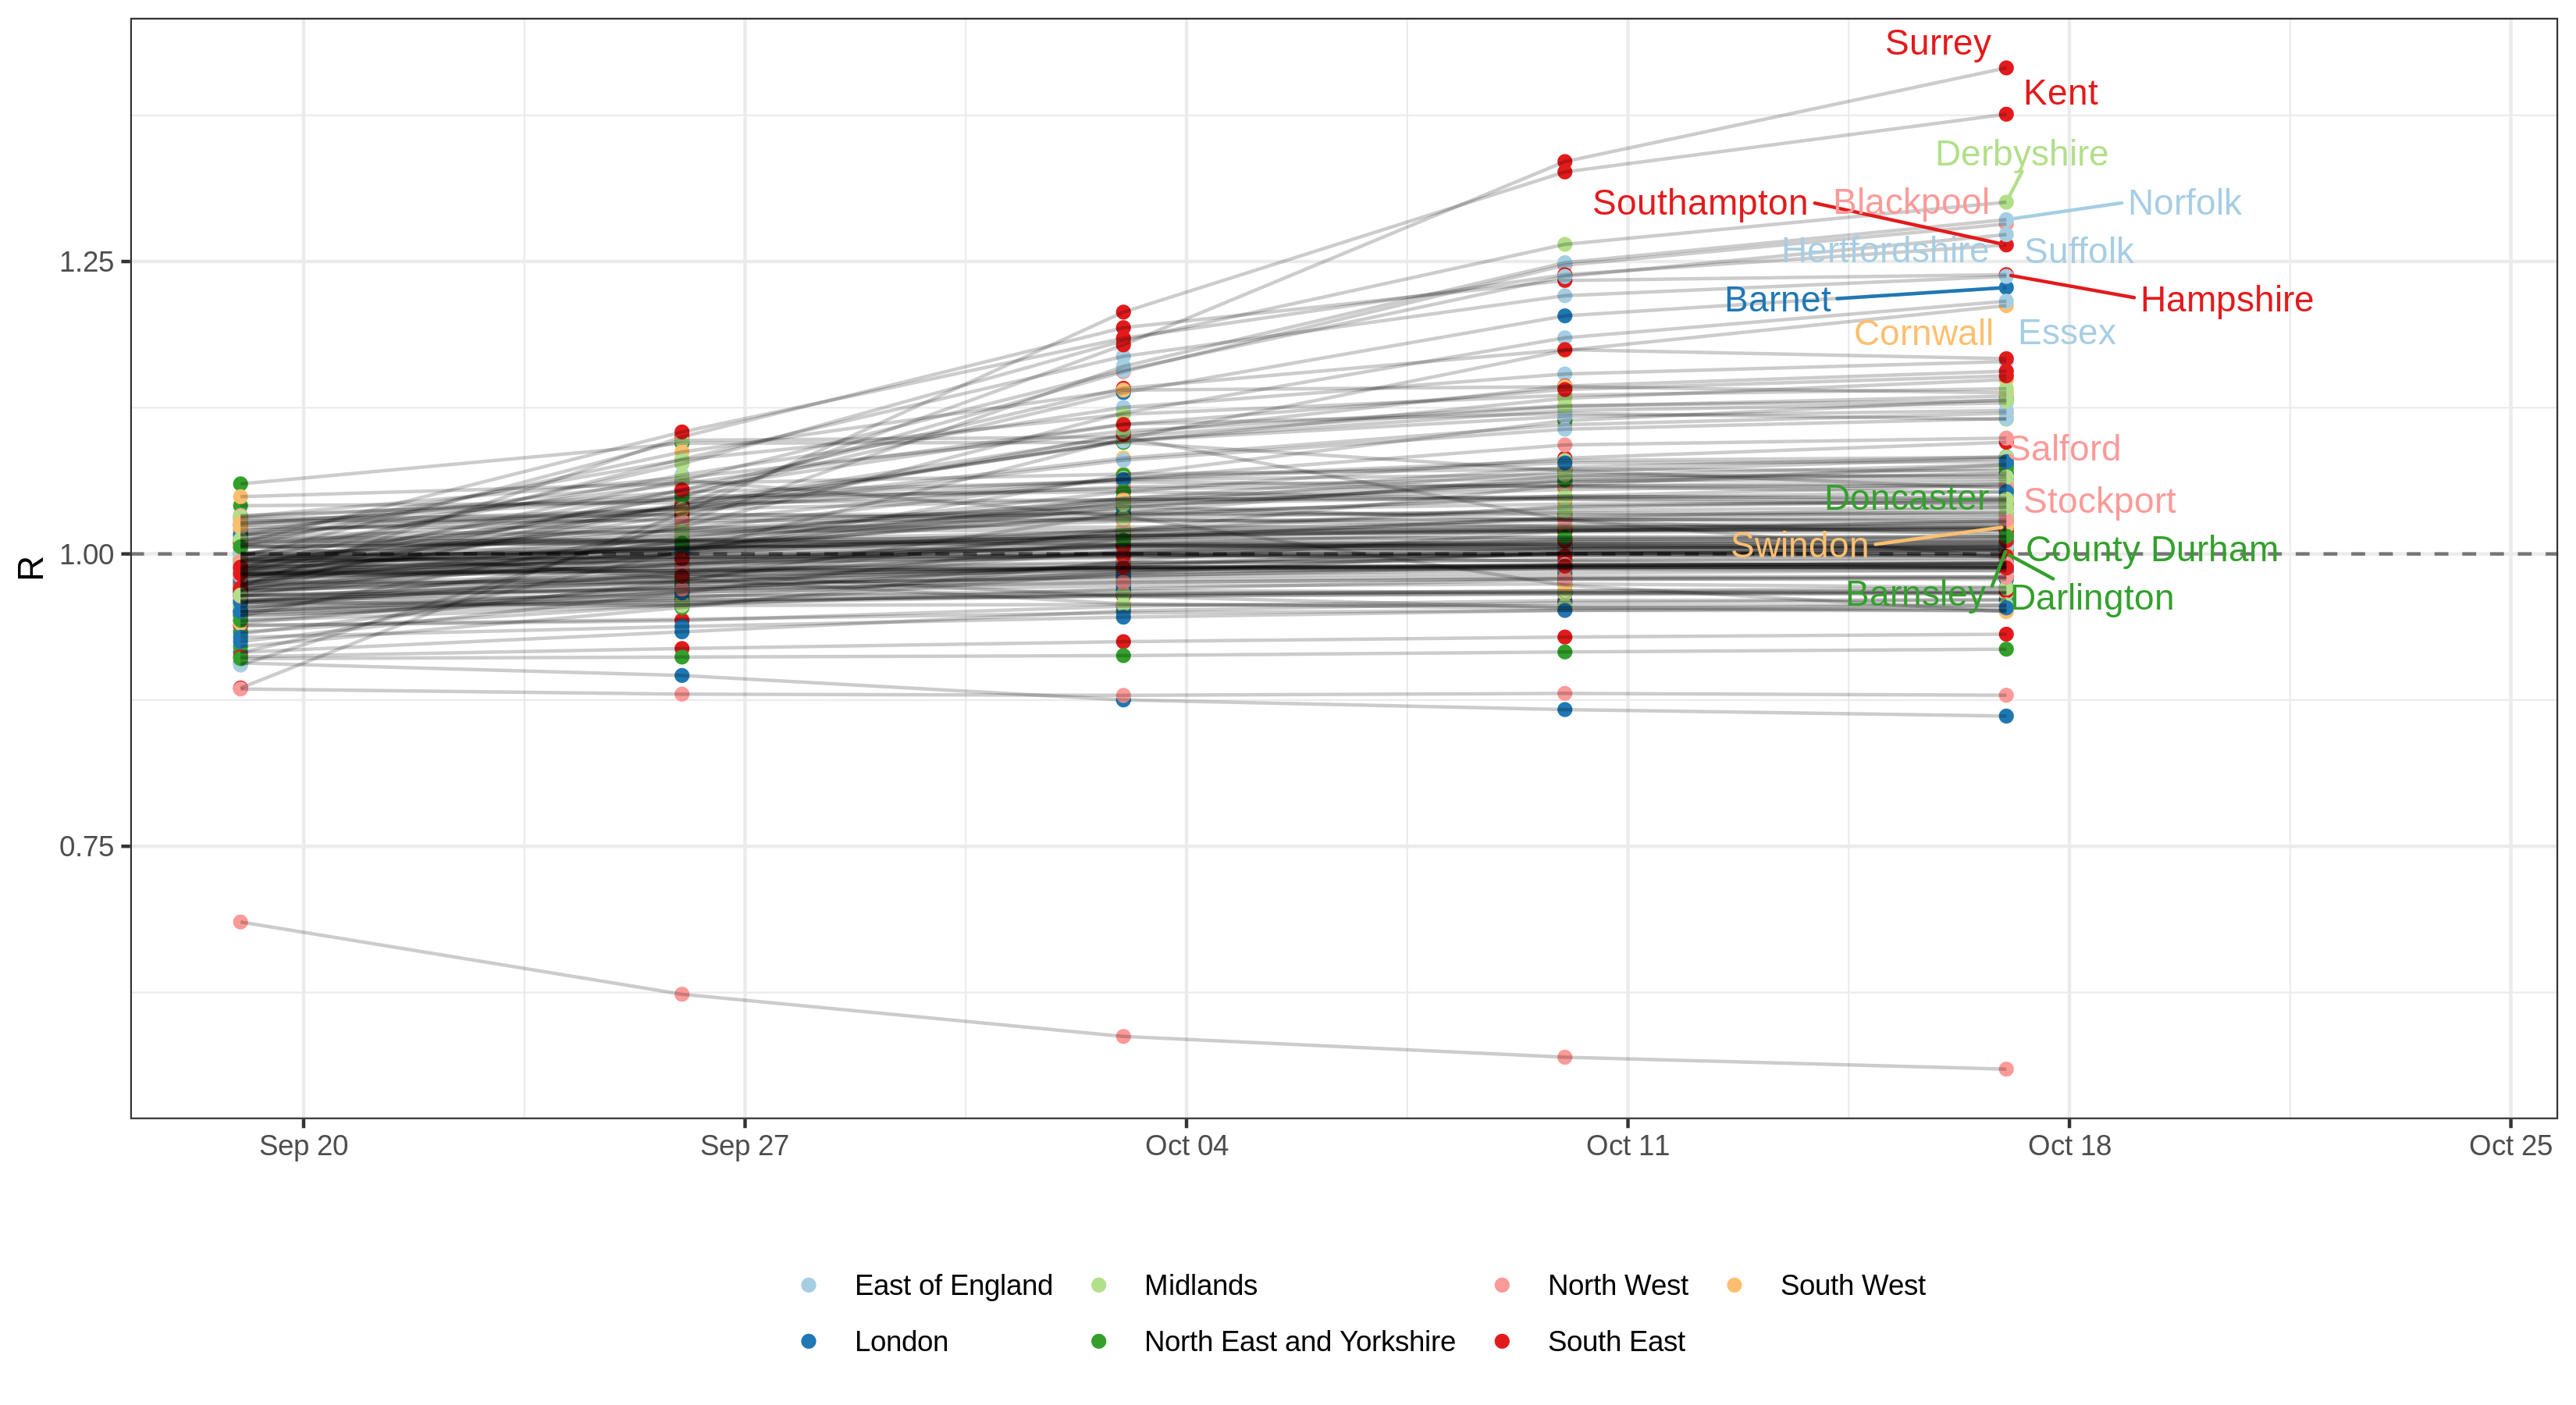 Surrey
Kent
Derbyshire
Southampton
Blackpool
Norfolk
Hertfordshire
Suffolk
1.25
Barnet
Hampshire
Cornwall
Essex
Salford
Doncaster
Stockport
1.00
Swindon
County Durham
R
Barnsley
Darlington
0.75
Sep 20
Sep 27
Oct 04
Oct 11
Oct 18
Oct 25
East of England
Midlands
North West
South West
London
North East and Yorkshire
South East